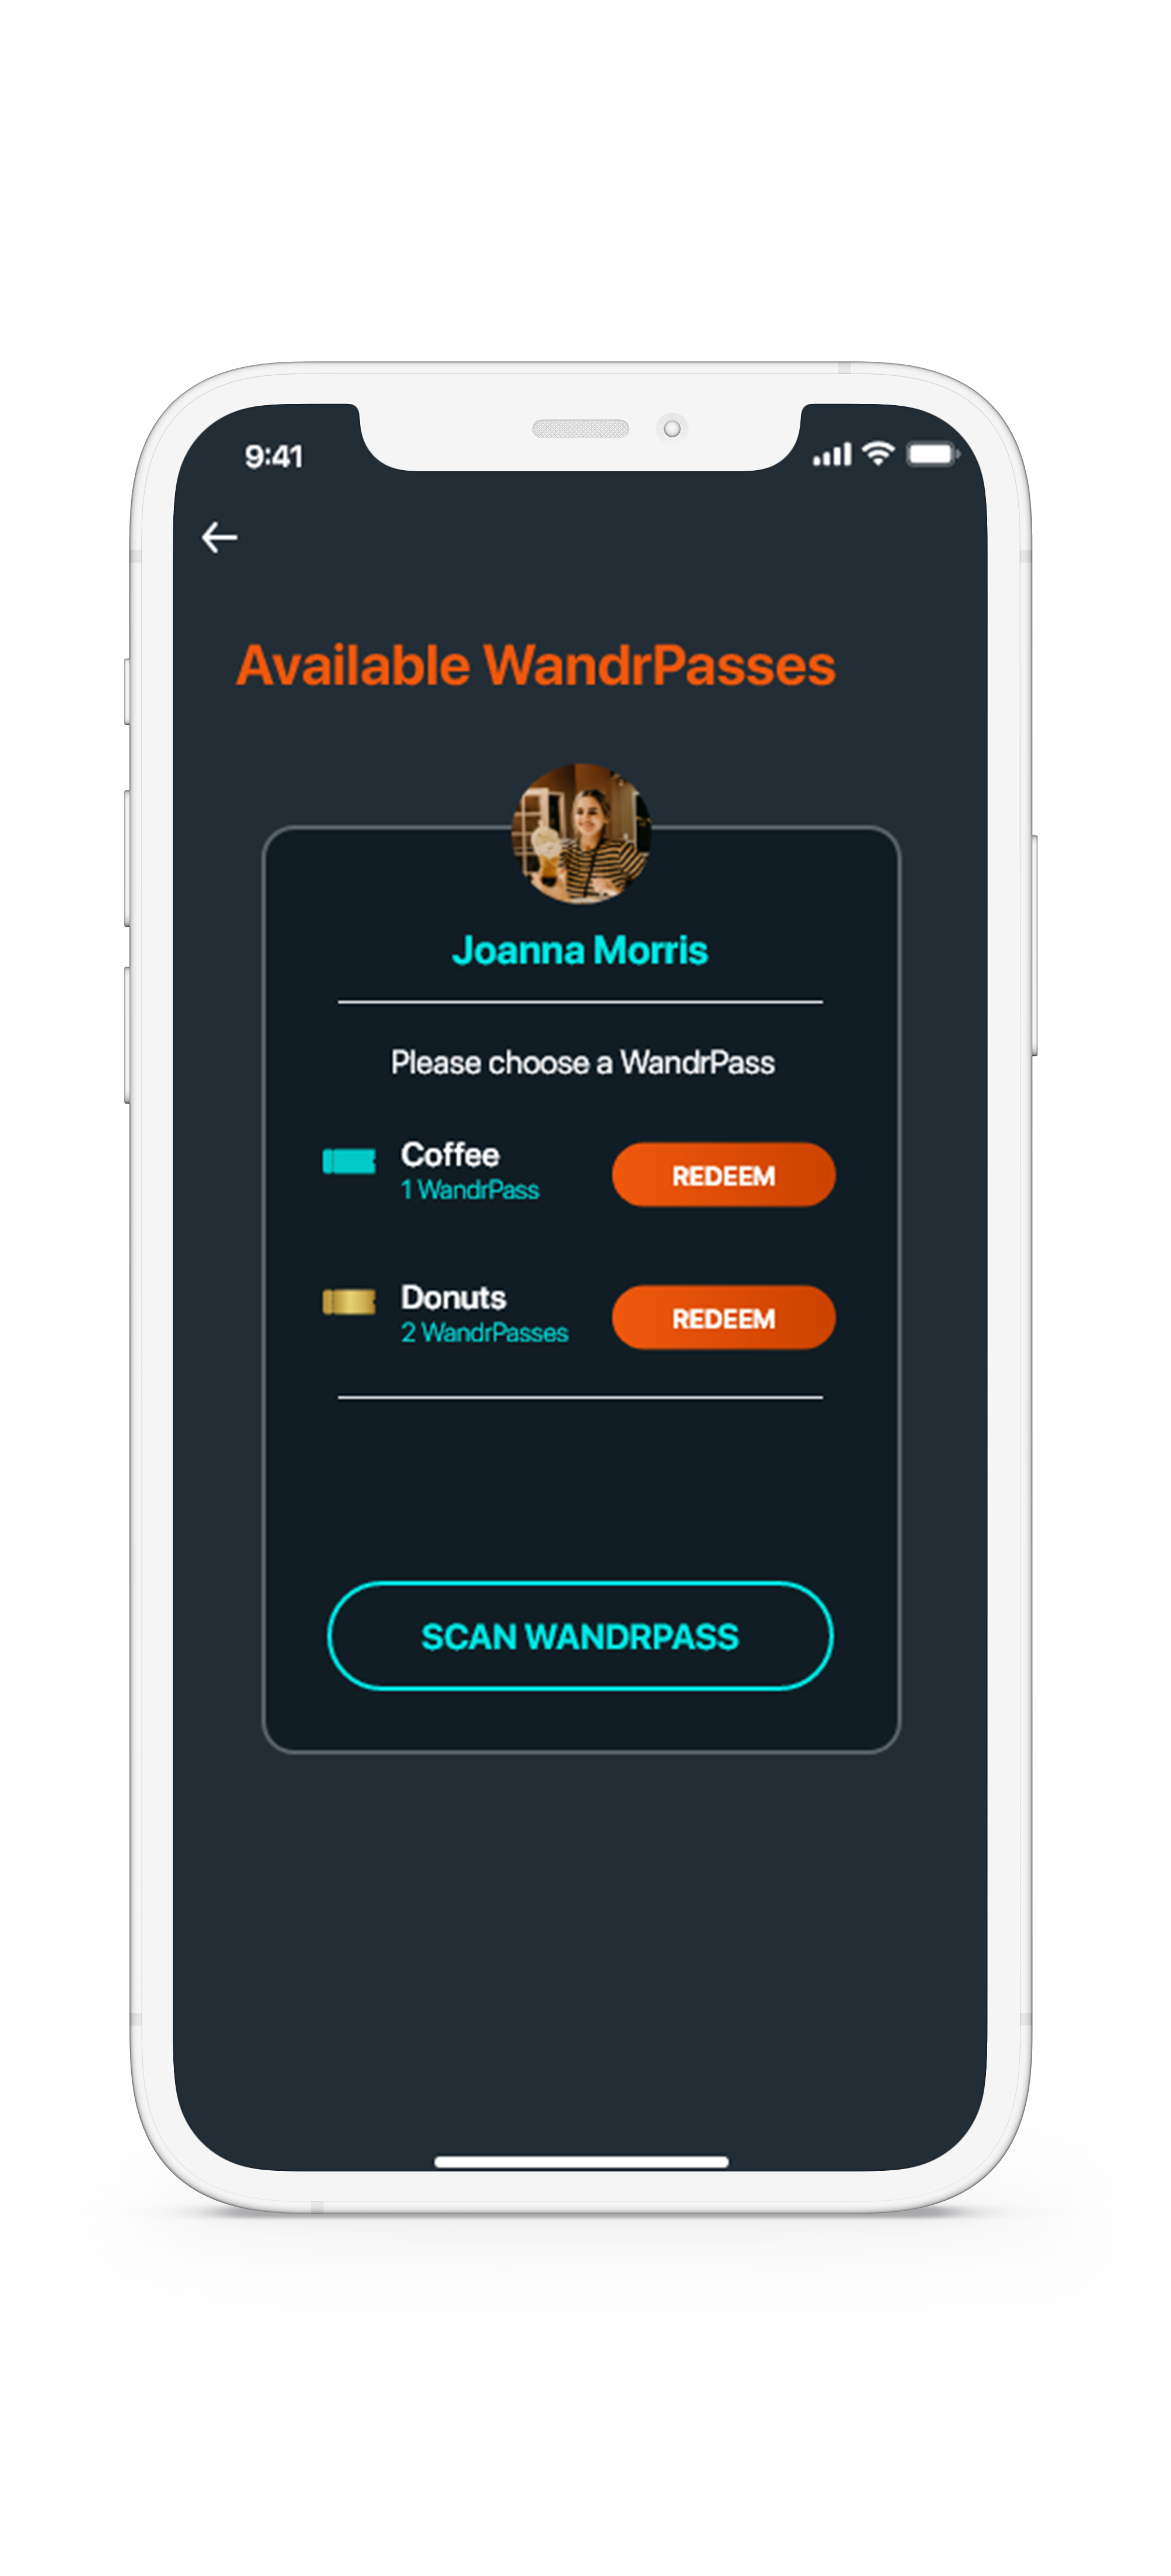 9:41
Available WandrPasses
Joanna Morris
Please choose a WandrPass
Coffee
1 WandrPass
REDEEM
Donuts
2 WandrPasses
REDEEM
SCAN WANDRPASS